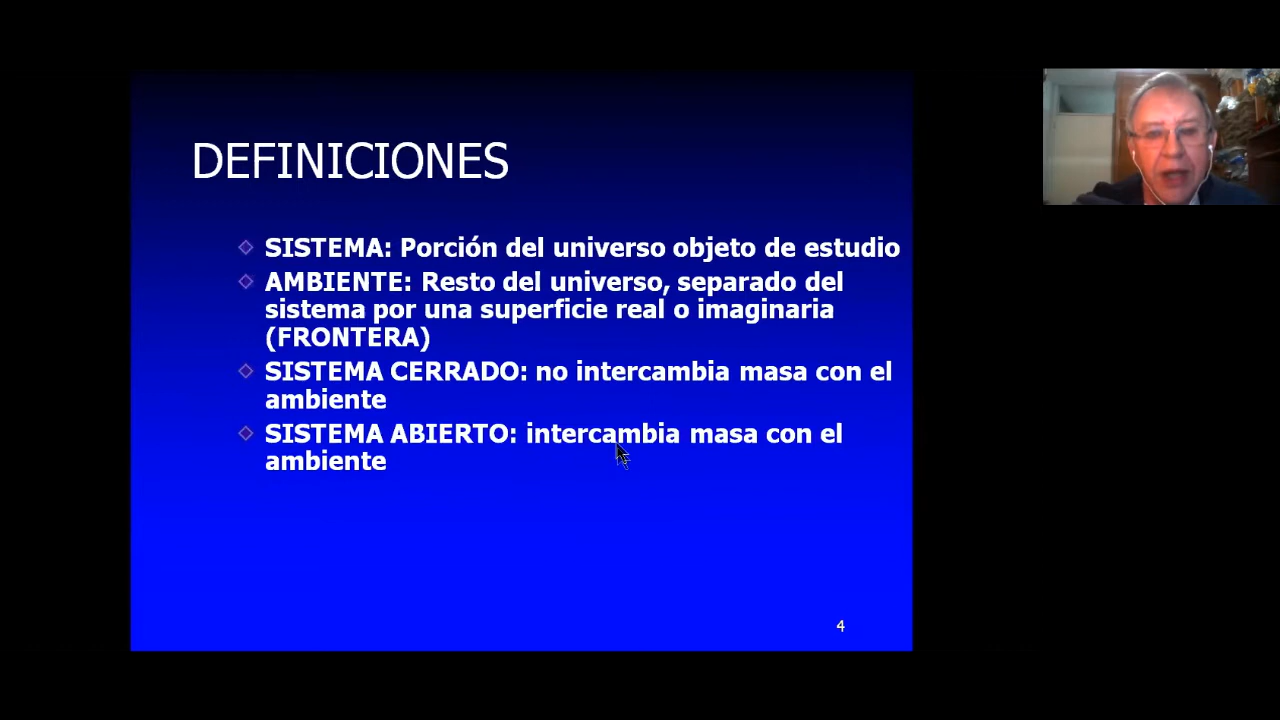 DEFINICIONES
SISTEMA: Porción del universo objeto de estudio
AMBIENTE: Resto del universo, separado del
sistema por una superficie real o imaginaria
(FRONTERA)
SISTEMA CERRADO: no intercambia masa con el
ambiente
SISTEMA ABIERTO: intercambia masa con el
ambiente
4